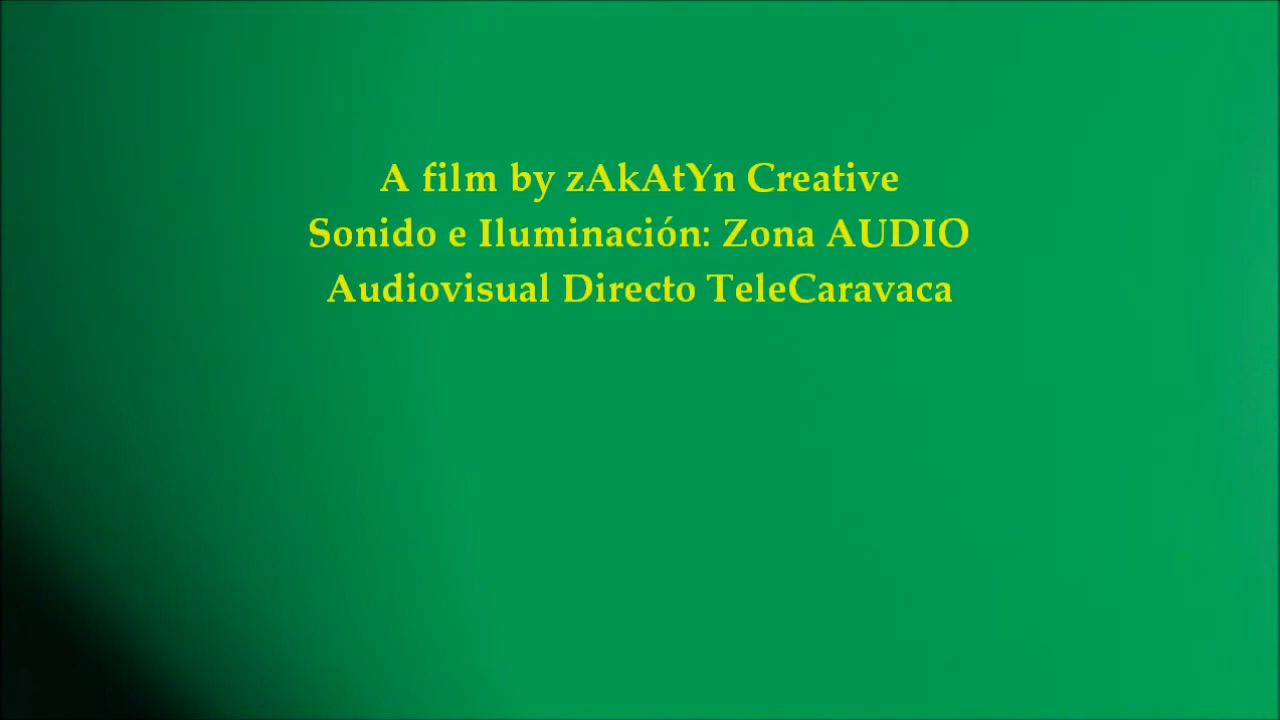 A film by zAkAtYn Creative
Sonido e Iluminación: Zona AUDIO
Audiovisual Directo TeleCaravaca